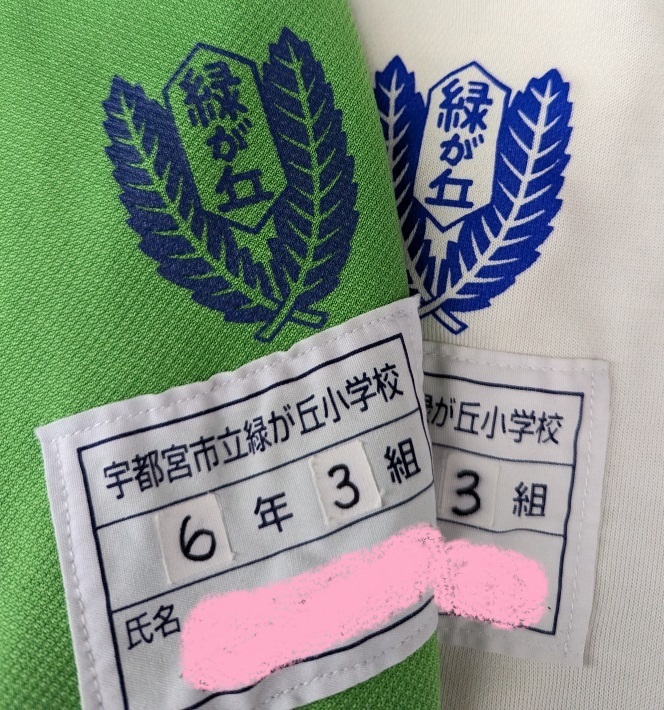 緑が丘
宇都宮市立緑が丘小学校
6年3組
氏名
緑が丘
が丘小学校
3組